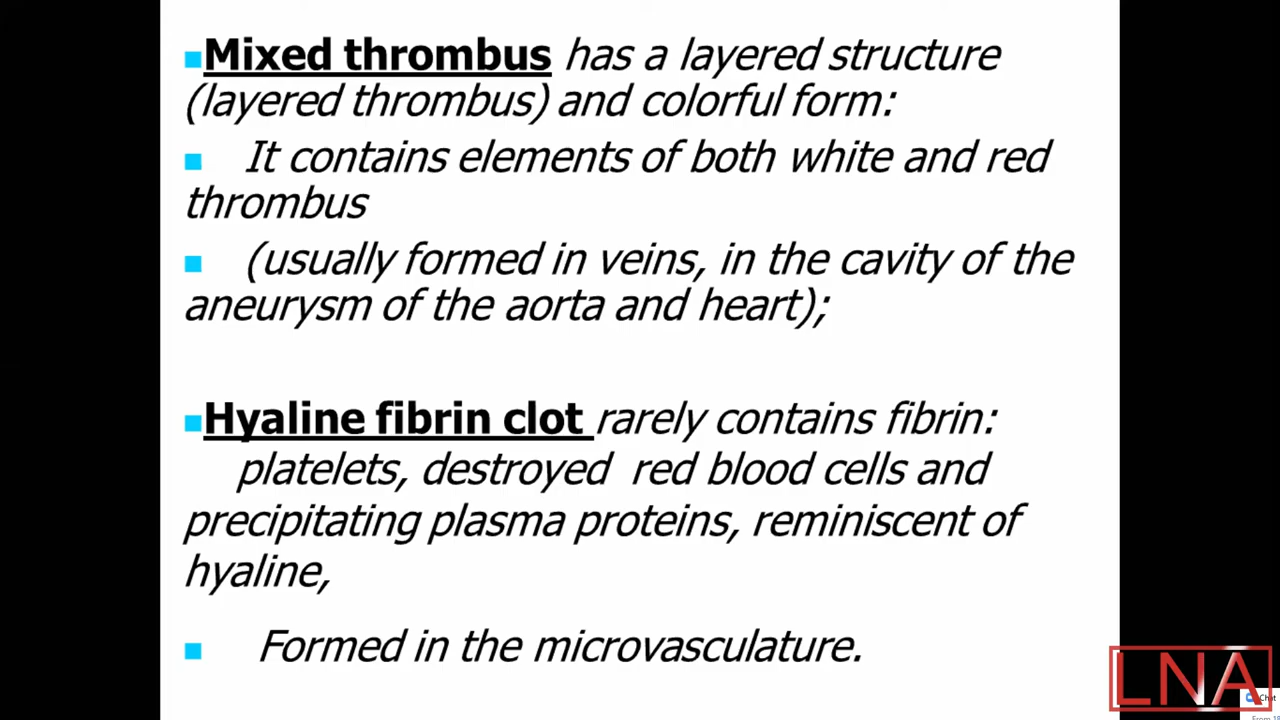 Mixed thrombus has a layered structure
(layered thrombus) and colorful form:
It contains elements of both white and red
thrombus
(usually formed in veins, in the cavity of the
aneurysm of the aorta and heart);
Hyaline fibrin clot rarely contains fibrin:
platelets, destroyed red blood cells and
precipitating plasma proteins, reminiscent of
hyaline,
Formed in the microvasculature.
LNA
Chat